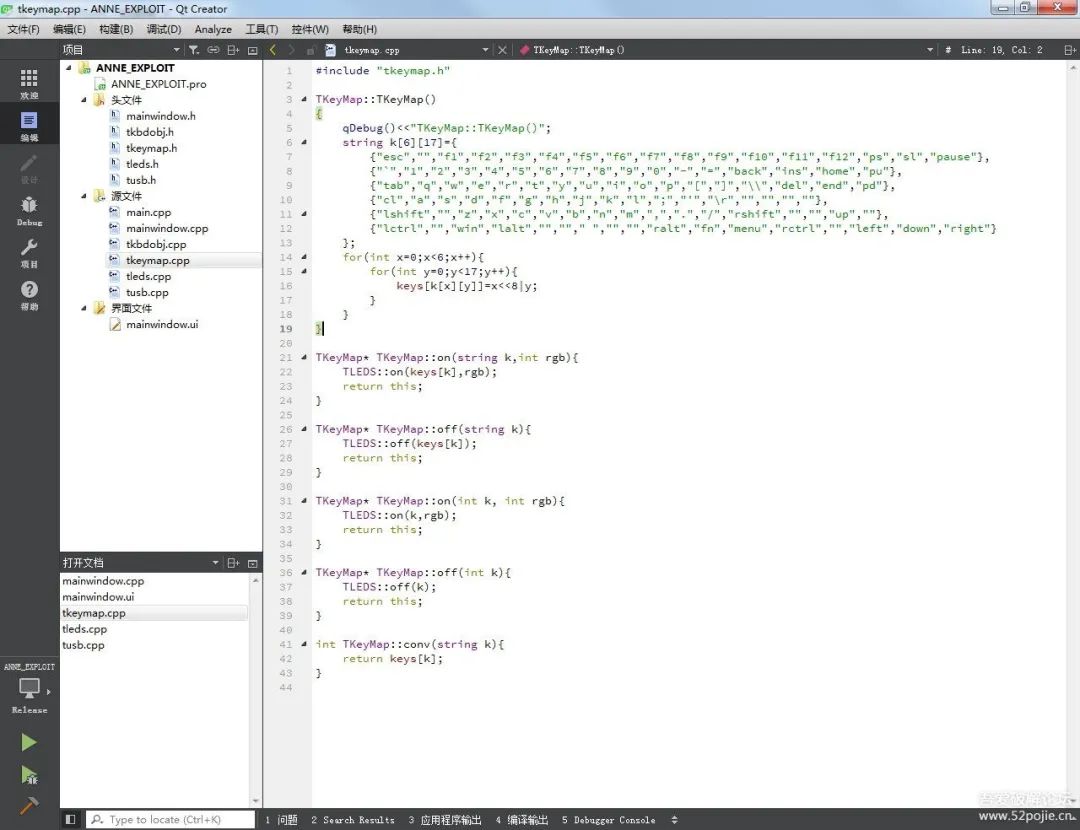 tkeymap.cpp - ANNE_EXPLOIT - Qt Creator
文件(F) 编辑(E) 构建(B) 调试(D) Analyze 工具(T) 控件(W) 帮助(H)
项目
tkeymap.cpp
TKeyMap::TKeyMap()
# Line: 19, Col: 2
欢迎
编辑
设计
Debug
项目
帮助
ANNE_EXPLOIT
ANNE_EXPLOIT.pro
头文件
mainwindow.h
tkbdobj.h
tkeymap.h
tleds.h
tusb.h
源文件
main.cpp
mainwindow.cpp
tkbdobj.cpp
tkeymap.cpp
tleds.cpp
tusb.cpp
界面文件
mainwindow.ui
打开文档
mainwindow.cpp
mainwindow.ui
tkeymap.cpp
tleds.cpp
tusb.cpp
ANNE_EXPLOIT
Release
1 #include "tkeymap.h"
2
3 TKeyMap::TKeyMap()
4 {
5 qDebug()<<"TKeyMap::TKeyMap()";
6 string k[6][17]={
7 {"esc","","f1","f2","f3","f4","f5","f6","f7","f8","f9","f10","f11","f12","ps","sl","pause"},
8 {"`","1","2","3","4","5","6","7","8","9","0","-","=","back","ins","home","pu"},
9 {"tab","q","w","e","r","t","y","u","i","o","p","[","]","\\","del","end","pd"},
10 {"cl","a","s","d","f","g","h","j","k","l",";","'","\r","","","",""},
11 {"lshift","","z","x","c","v","b","n","m",",",".","/","rshift","","","up",""},
12 {"lctrl","","win","lalt","",""," ","","","ralt","fn","menu","rctrl","","left","down","right"}
13 };
14 for(int x=0;x<6;x++){
15 for(int y=0;y<17;y++){
16 keys[k[x][y]]=x<<8|y;
17 }
18 }
19 }
20
21 TKeyMap* TKeyMap::on(string k,int rgb){
22 TLEDS::on(keys[k],rgb);
23 return this;
24 }
25
26 TKeyMap* TKeyMap::off(string k){
27 TLEDS::off(keys[k]);
28 return this;
29 }
30
31 TKeyMap* TKeyMap::on(int k, int rgb){
32 TLEDS::on(k,rgb);
33 return this;
34 }
35
36 TKeyMap* TKeyMap::off(int k){
37 TLEDS::off(k);
38 return this;
39 }
40
41 int TKeyMap::conv(string k){
42 return keys[k];
43 }
44
Type to locate (Ctrl+K) 1 问题 2 Search Results 3 应用程序输出 4 编译输出 5 Debugger Console
吾爱破解论坛
www.52pojie.cn